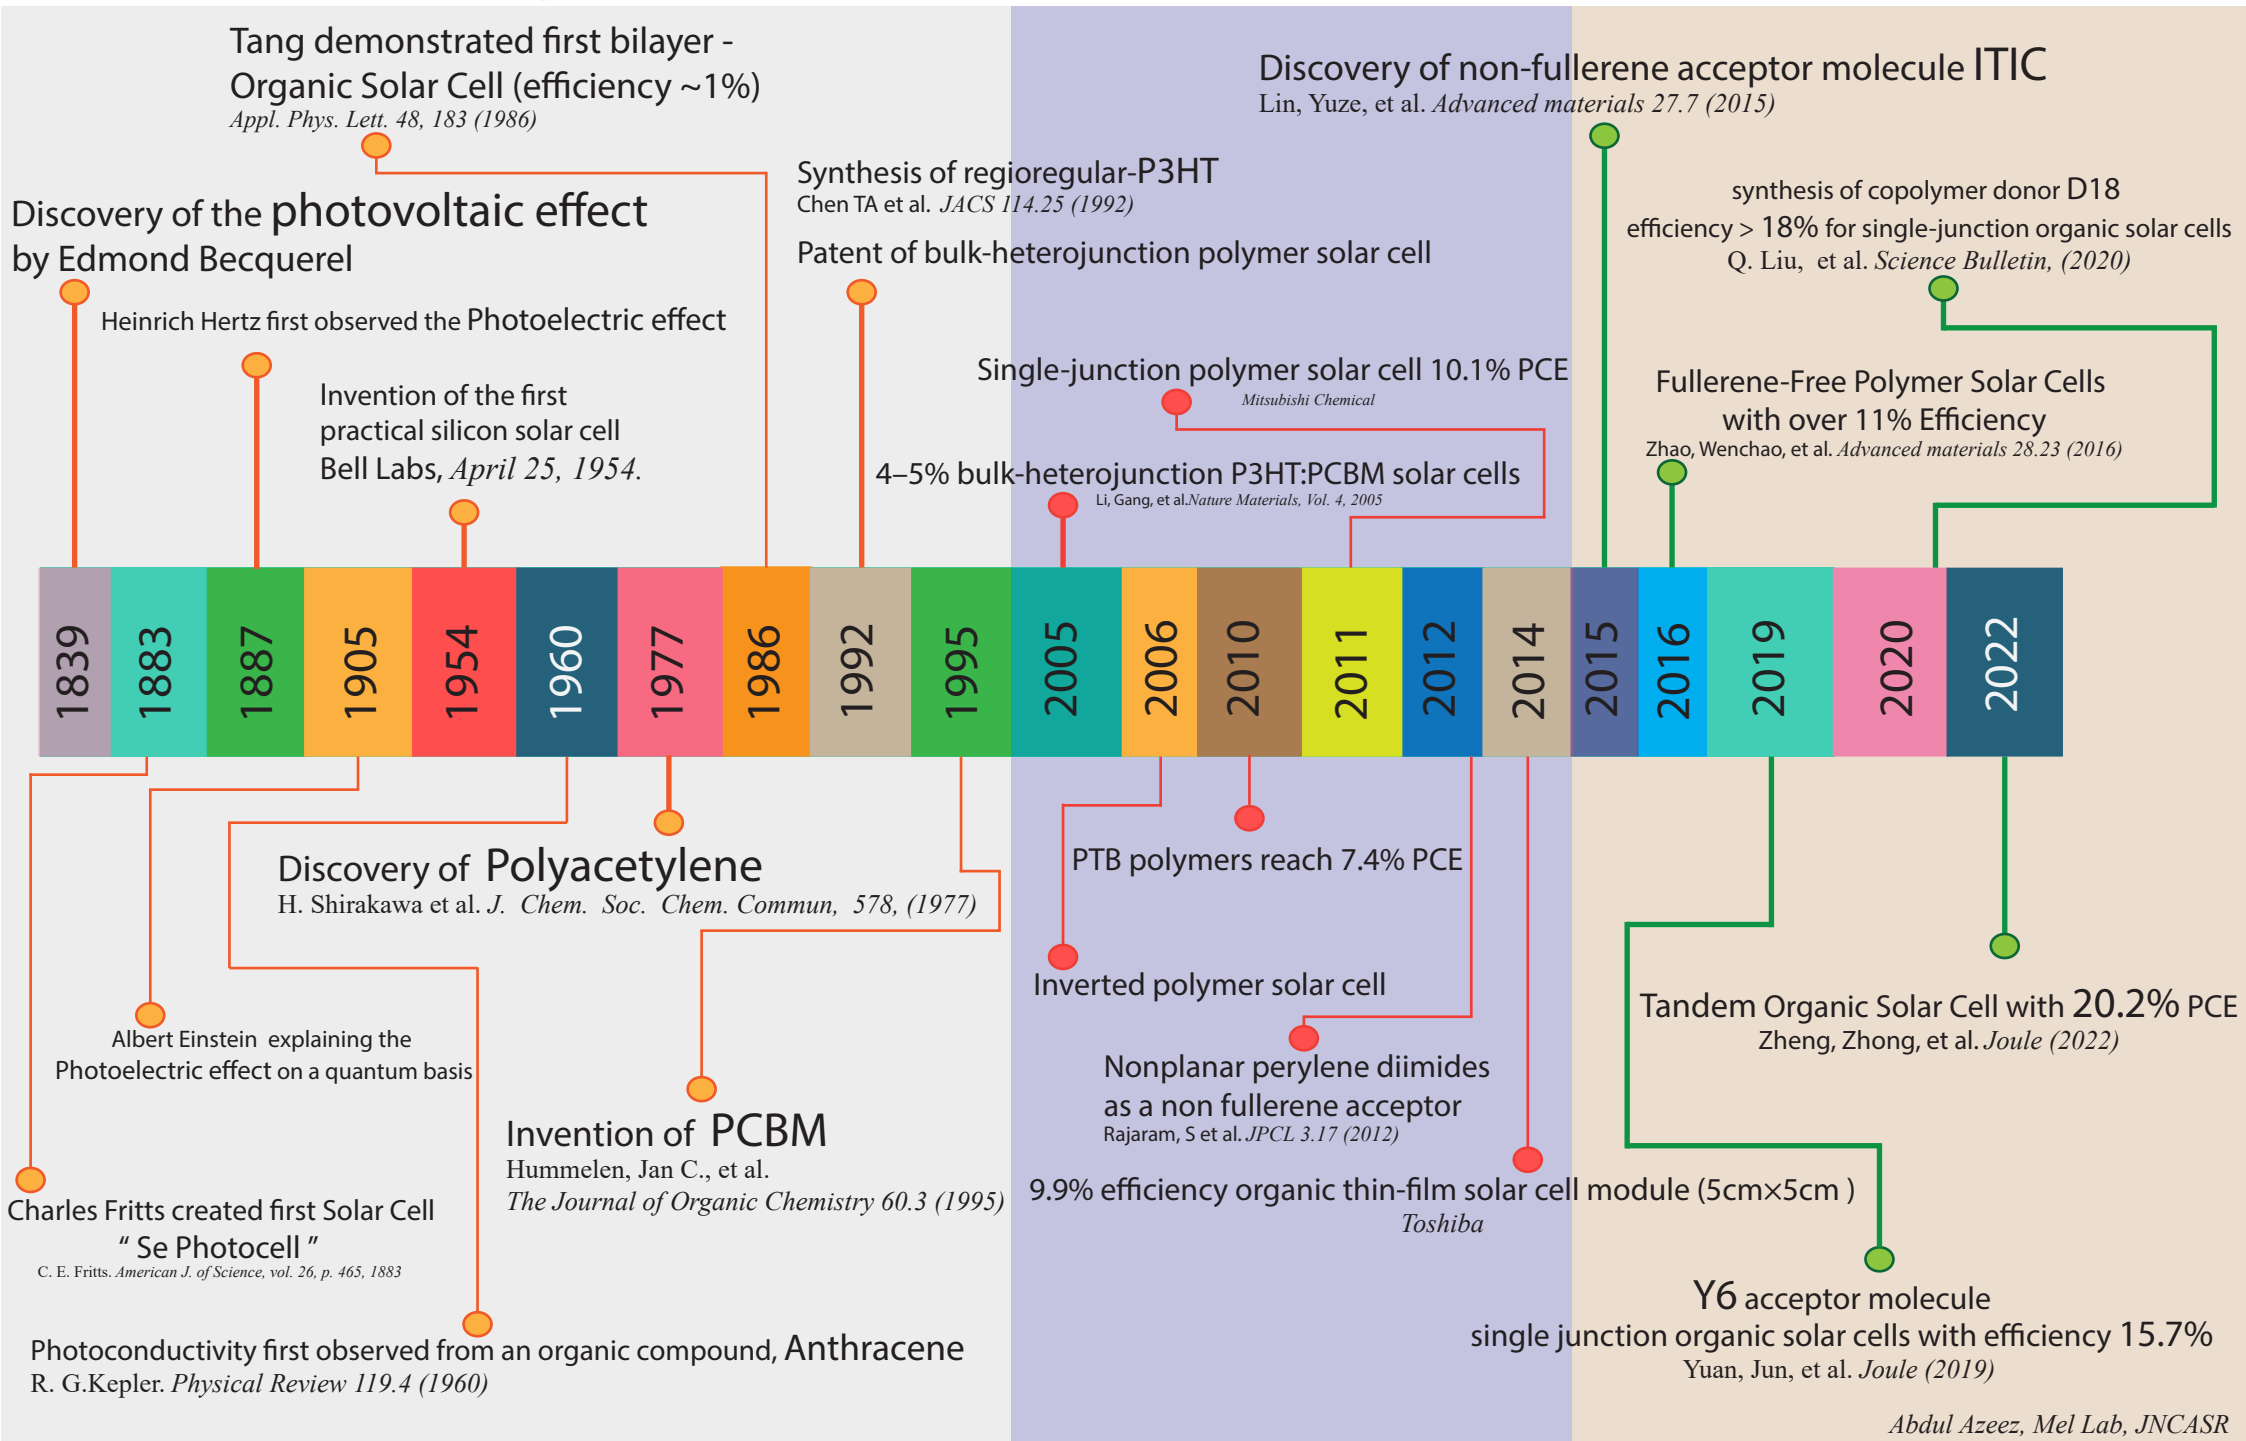 Tang demonstrated first bilayer -
Organic Solar Cell (efficiency ~1%)
Appl. Phys. Lett. 48, 183 (1986)
Discovery of non-fullerene acceptor molecule ITIC
Lin, Yuze, et al. Advanced materials 27.7 (2015)
Synthesis of regioregular-P3HT
Chen TA et al. JACS 114.25 (1992)
Patent of bulk-heterojunction polymer solar cell
synthesis of copolymer donor D18
efficiency > 18% for single-junction organic solar cells
Q. Liu, et al. Science Bulletin, (2020)
Discovery of the photovoltaic effect
by Edmond Becquerel
Heinrich Hertz first observed the Photoelectric effect
Invention of the first
practical silicon solar cell
Bell Labs, April 25, 1954.
Single-junction polymer solar cell 10.1% PCE
Mitsubishi Chemical
Fullerene-Free Polymer Solar Cells
with over 11% Efficiency
Zhao, Wenchao, et al. Advanced materials 28.23 (2016)
4–5% bulk-heterojunction P3HT:PCBM solar cells
Li, Gang, et al.Nature Materials, Vol. 4, 2005
1839
1883
1887
1905
1954
1960
1977
1986
1992
1995
2005
2006
2010
2011
2012
2014
2015
2016
2019
2020
2022
Discovery of Polyacetylene
H. Shirakawa et al. J. Chem. Soc. Chem. Commun, 578, (1977)
PTB polymers reach 7.4% PCE
Inverted polymer solar cell
Tandem Organic Solar Cell with 20.2% PCE
Zheng, Zhong, et al. Joule (2022)
Albert Einstein explaining the
Photoelectric effect on a quantum basis
Nonplanar perylene diimides
as a non fullerene acceptor
Rajaram, S et al. JPCL 3.17 (2012)
Invention of PCBM
Hummelen, Jan C., et al.
The Journal of Organic Chemistry 60.3 (1995)
9.9% efficiency organic thin-film solar cell module (5cm×5cm )
Toshiba
Charles Fritts created first Solar Cell
“ Se Photocell ”
C. E. Fritts. American J. of Science, vol. 26, p. 465, 1883
Y6 acceptor molecule
single junction organic solar cells with efficiency 15.7%
Yuan, Jun, et al. Joule (2019)
Photoconductivity first observed from an organic compound, Anthracene
R. G.Kepler. Physical Review 119.4 (1960)
Abdul Azeez, Mel Lab, JNCASR